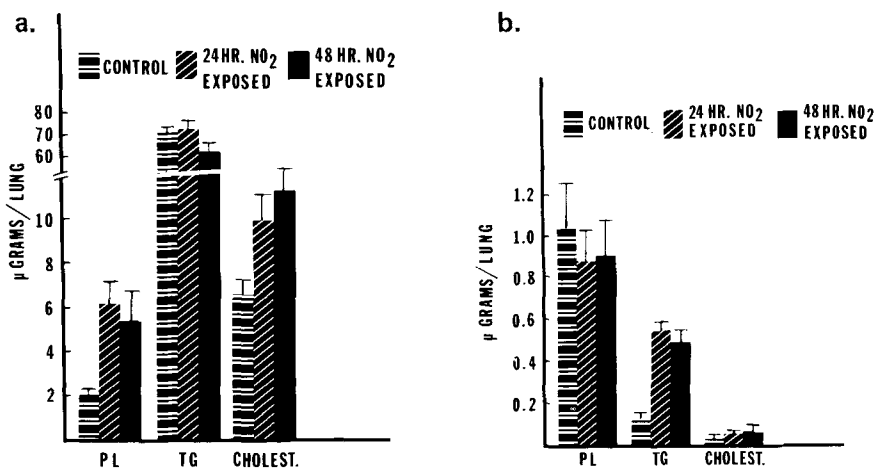 a.
CONTROL
24 HR. NO2
EXPOSED
48 HR. NO2
EXPOSED
80
70
60
10
8
6
4
2
μ GRAMS/LUNG
PL
TG
CHOLEST.
b.
CONTROL
24 HR. NO2
EXPOSED
48 HR. NO2
EXPOSED
1.2
1.0
0.8
0.6
0.4
0.2
μ GRAMS/LUNG
PL
TG
CHOLEST.